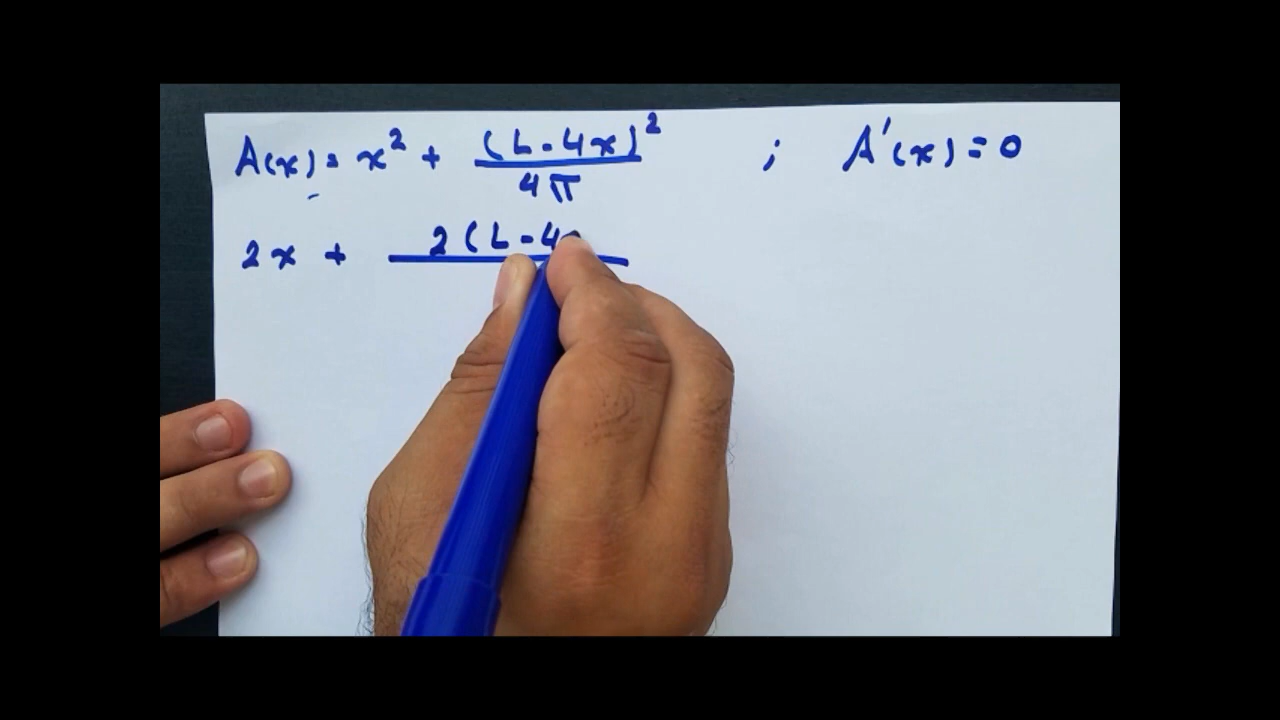 A(x) = x² + (L - 4x)² / 4π ; A'(x) = 0
2x + 2(L - 4